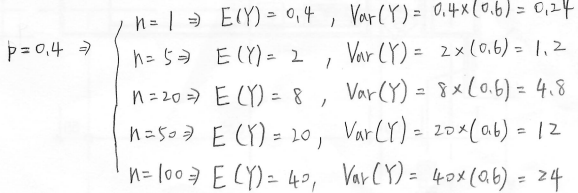 n=1 ⇒ E(Y)=0.4 , Var(Y)= 0.4×(0.6)=0.24
p=0.4 ⇒ n=5⇒ E(Y)= 2 , Var(Y)= 2×(0.6)=1.2
n=20⇒ E(Y)= 8 , Var(Y)= 8×(0.6)=4.8
n=50⇒ E(Y)=20, Var(Y)= 20×(0.6)=12
n=100⇒ E(Y)=40, Var(Y)= 40×(0.6)=24